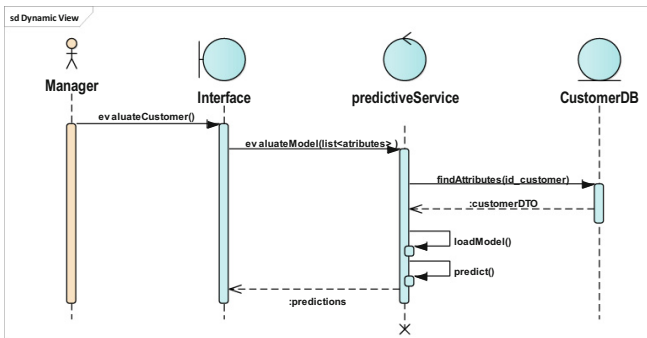 sd Dynamic View
Manager
Interface
predictiveService
CustomerDB
ev aluateCustomer()
ev aluateModel(list<atributes> )
findAttributes(id_customer)
:customerDTO
loadModel()
predict()
:predictions